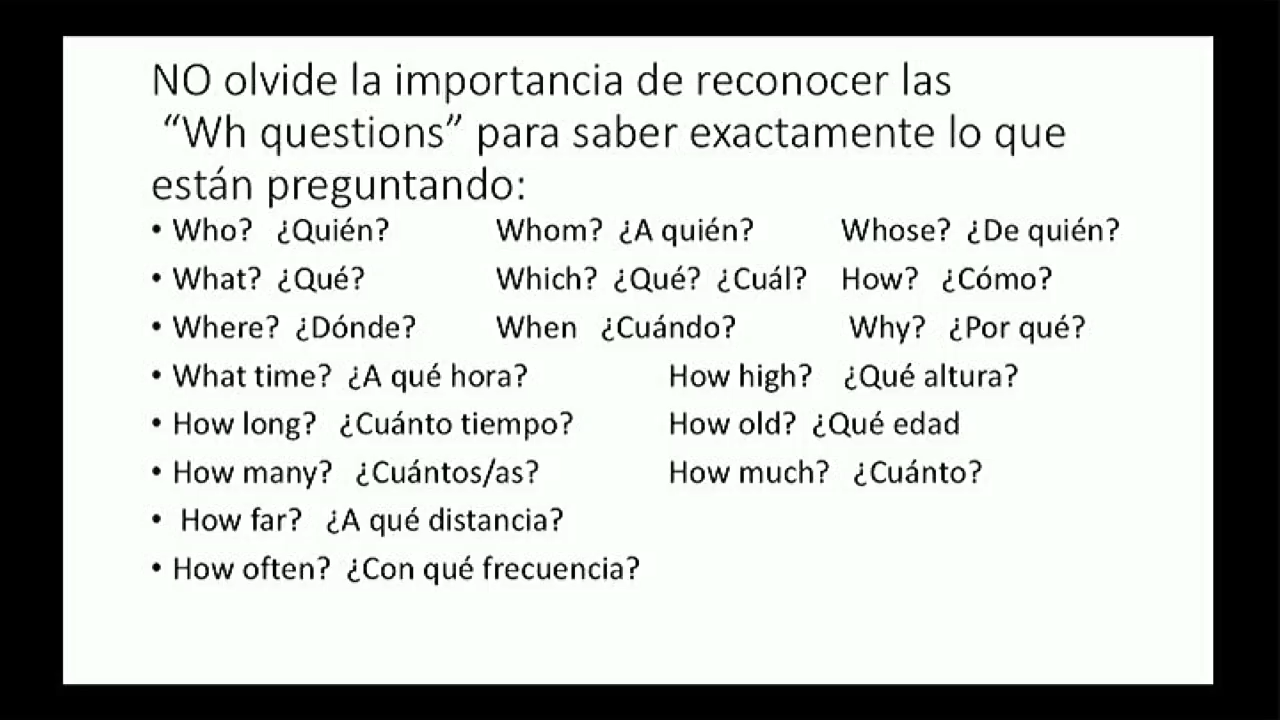 NO olvide la importancia de reconocer las
“Wh questions” para saber exactamente lo que
están preguntando:
• Who? ¿Quién? Whom? ¿A quién? Whose? ¿De quién?
• What? ¿Qué? Which? ¿Qué? ¿Cuál? How? ¿Cómo?
• Where? ¿Dónde? When ¿Cuándo? Why? ¿Por qué?
• What time? ¿A qué hora? How high? ¿Qué altura?
• How long? ¿Cuánto tiempo? How old? ¿Qué edad
• How many? ¿Cuántos/as? How much? ¿Cuánto?
• How far? ¿A qué distancia?
• How often? ¿Con qué frecuencia?